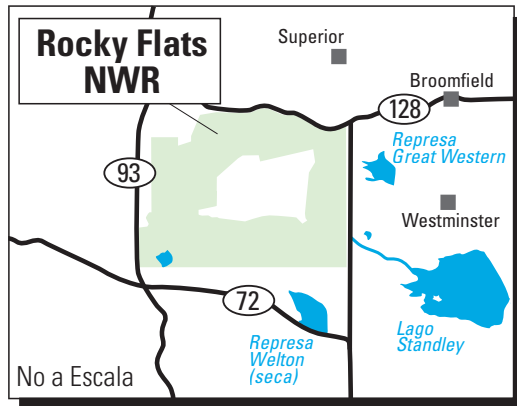 Rocky Flats
NWR
Superior
Broomfield
128
Represa
Great Western
93
Westminster
72
Represa
Welton
(seca)
Lago
Standley
No a Escala